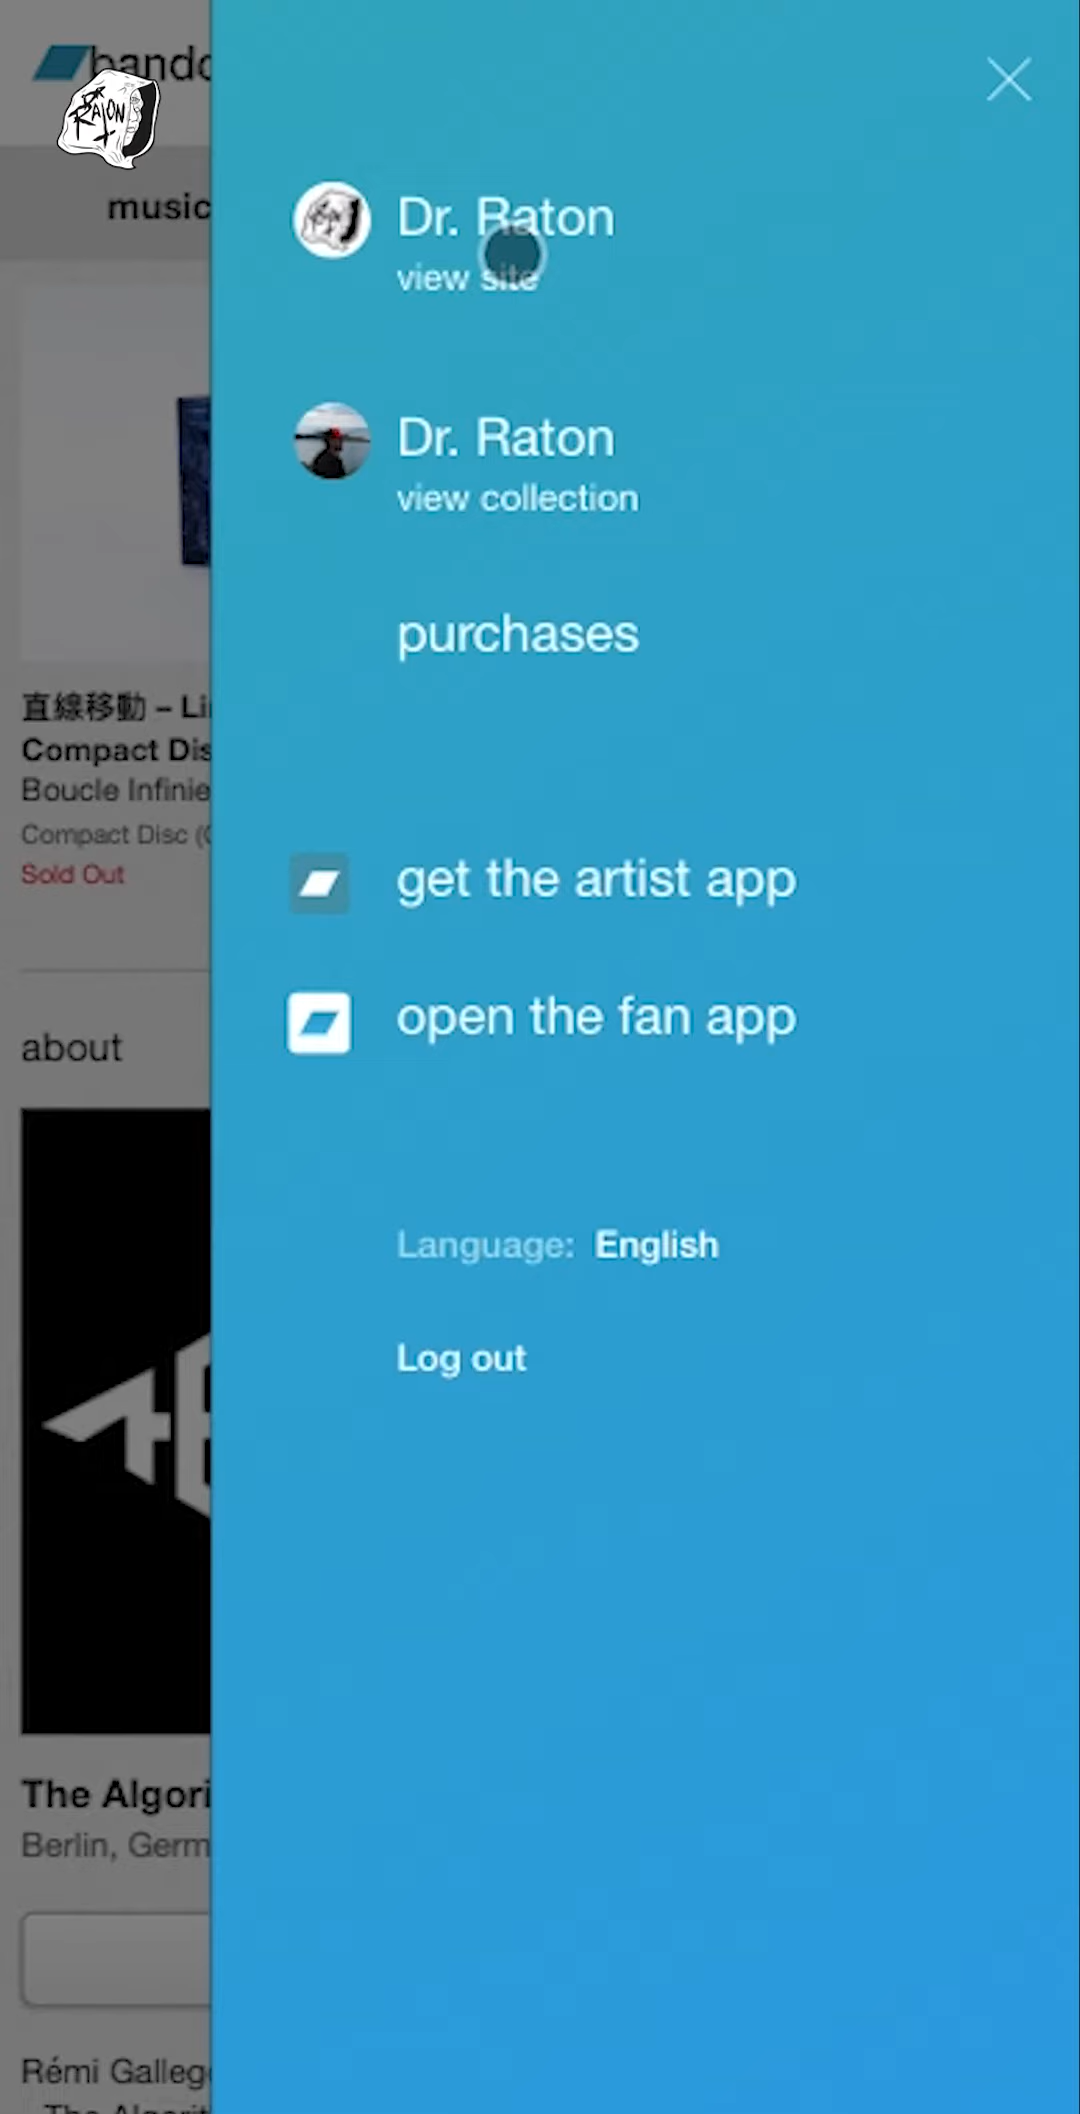 bandc
DR
RATON
music
Dr. Raton
view site
Dr. Raton
view collection
purchases
直線移動 – Li
Compact Dis
Boucle Infinie
Compact Disc (
Sold Out
get the artist app
open the fan app
about
Language: English
Log out
The Algori
Berlin, Germ
Rémi Galleg